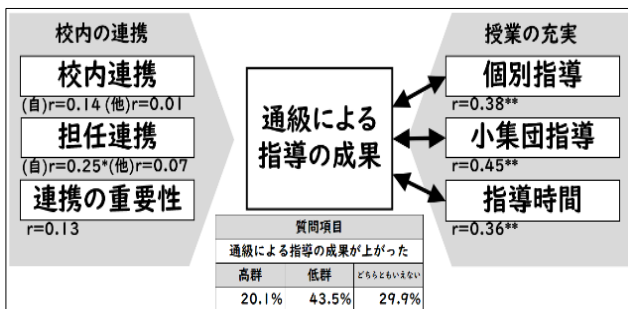 校内の連携
校内連携
(自)r=0.14 (他)r=0.01
担任連携
(自)r=0.25*(他)r=0.07
連携の重要性
r=0.13
通級による
指導の成果
授業の充実
個別指導
r=0.38**
小集団指導
r=0.45**
指導時間
r=0.36**
質問項目
通級による指導の成果が上がった
高群 低群 どちらともいえない
20.1% 43.5% 29.9%